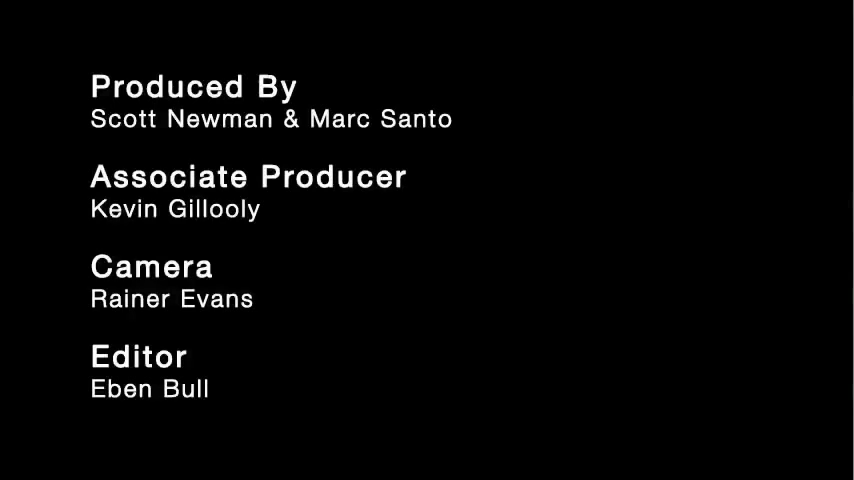 Produced By
Scott Newman & Marc Santo
Associate Producer
Kevin Gillooly
Camera
Rainer Evans
Editor
Eben Bull